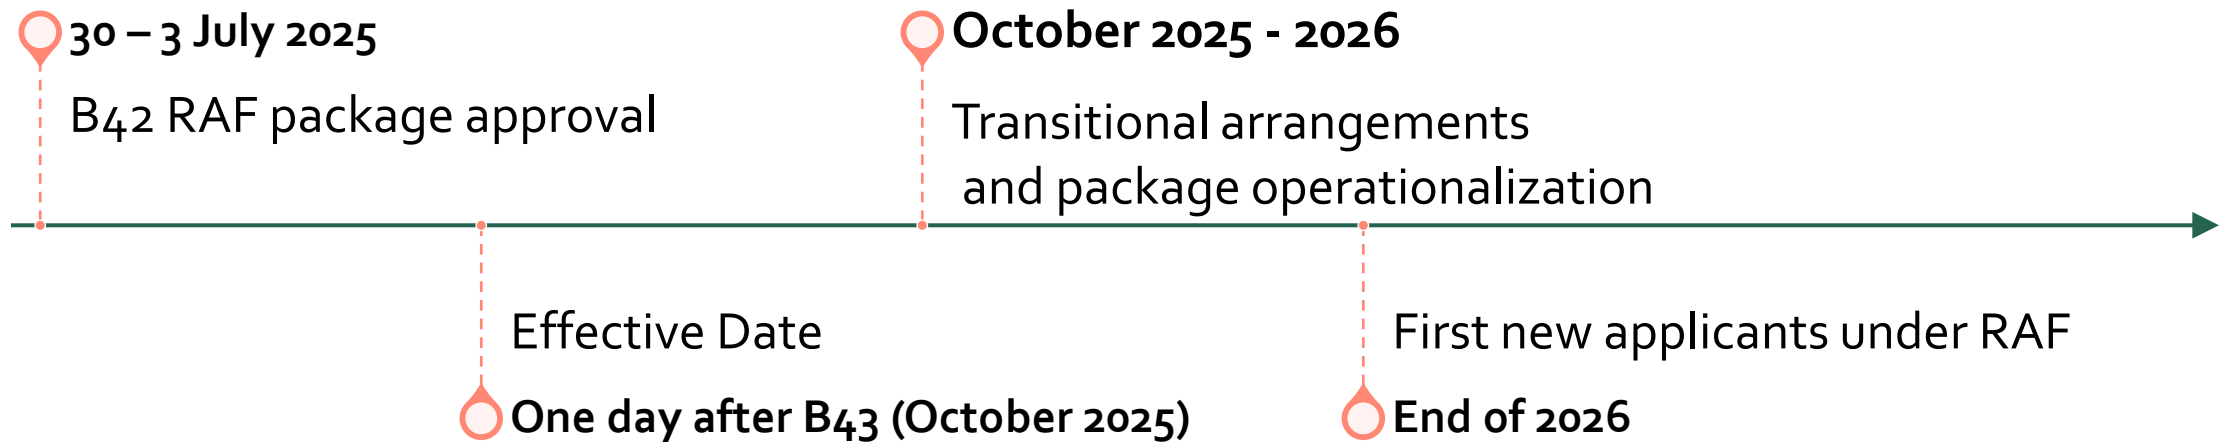 30 – 3 July 2025
B42 RAF package approval
Effective Date
One day after B43 (October 2025)
October 2025 - 2026
Transitional arrangements
and package operationalization
First new applicants under RAF
End of 2026